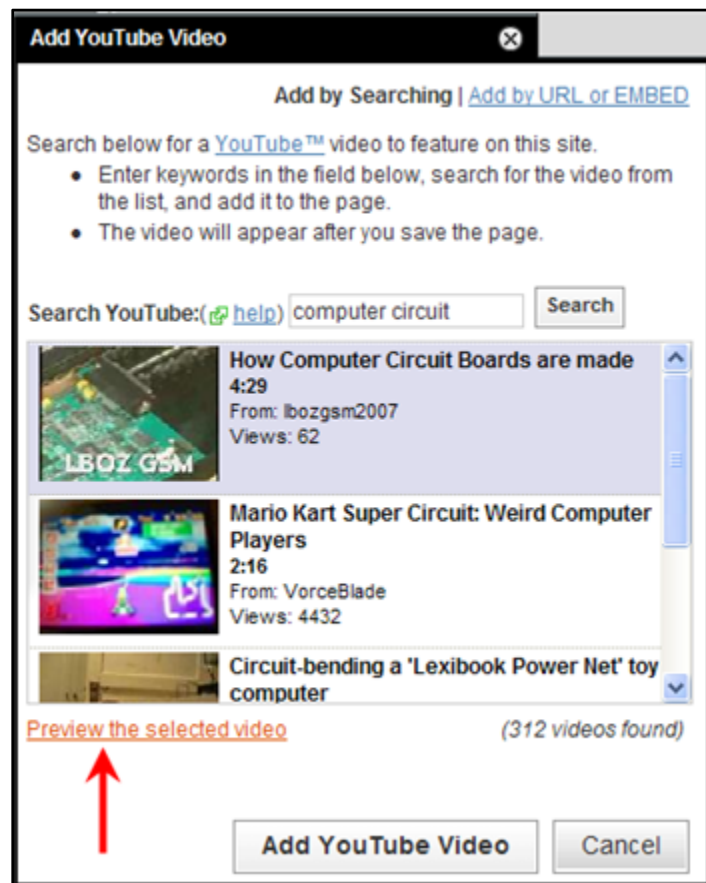 Add YouTube Video
Add by Searching | Add by URL or EMBED
Search below for a YouTube™ video to feature on this site.
• Enter keywords in the field below, search for the video from
the list, and add it to the page.
• The video will appear after you save the page.
Search YouTube:( help) computer circuit Search
How Computer Circuit Boards are made
4:29
From: lbozgsm2007
Views: 62
LBOZ GSM
Mario Kart Super Circuit: Weird Computer
Players
2:16
From: VorceBlade
Views: 4432
Circuit-bending a 'Lexibook Power Net' toy
computer
Preview the selected video (312 videos found)
Add YouTube Video Cancel